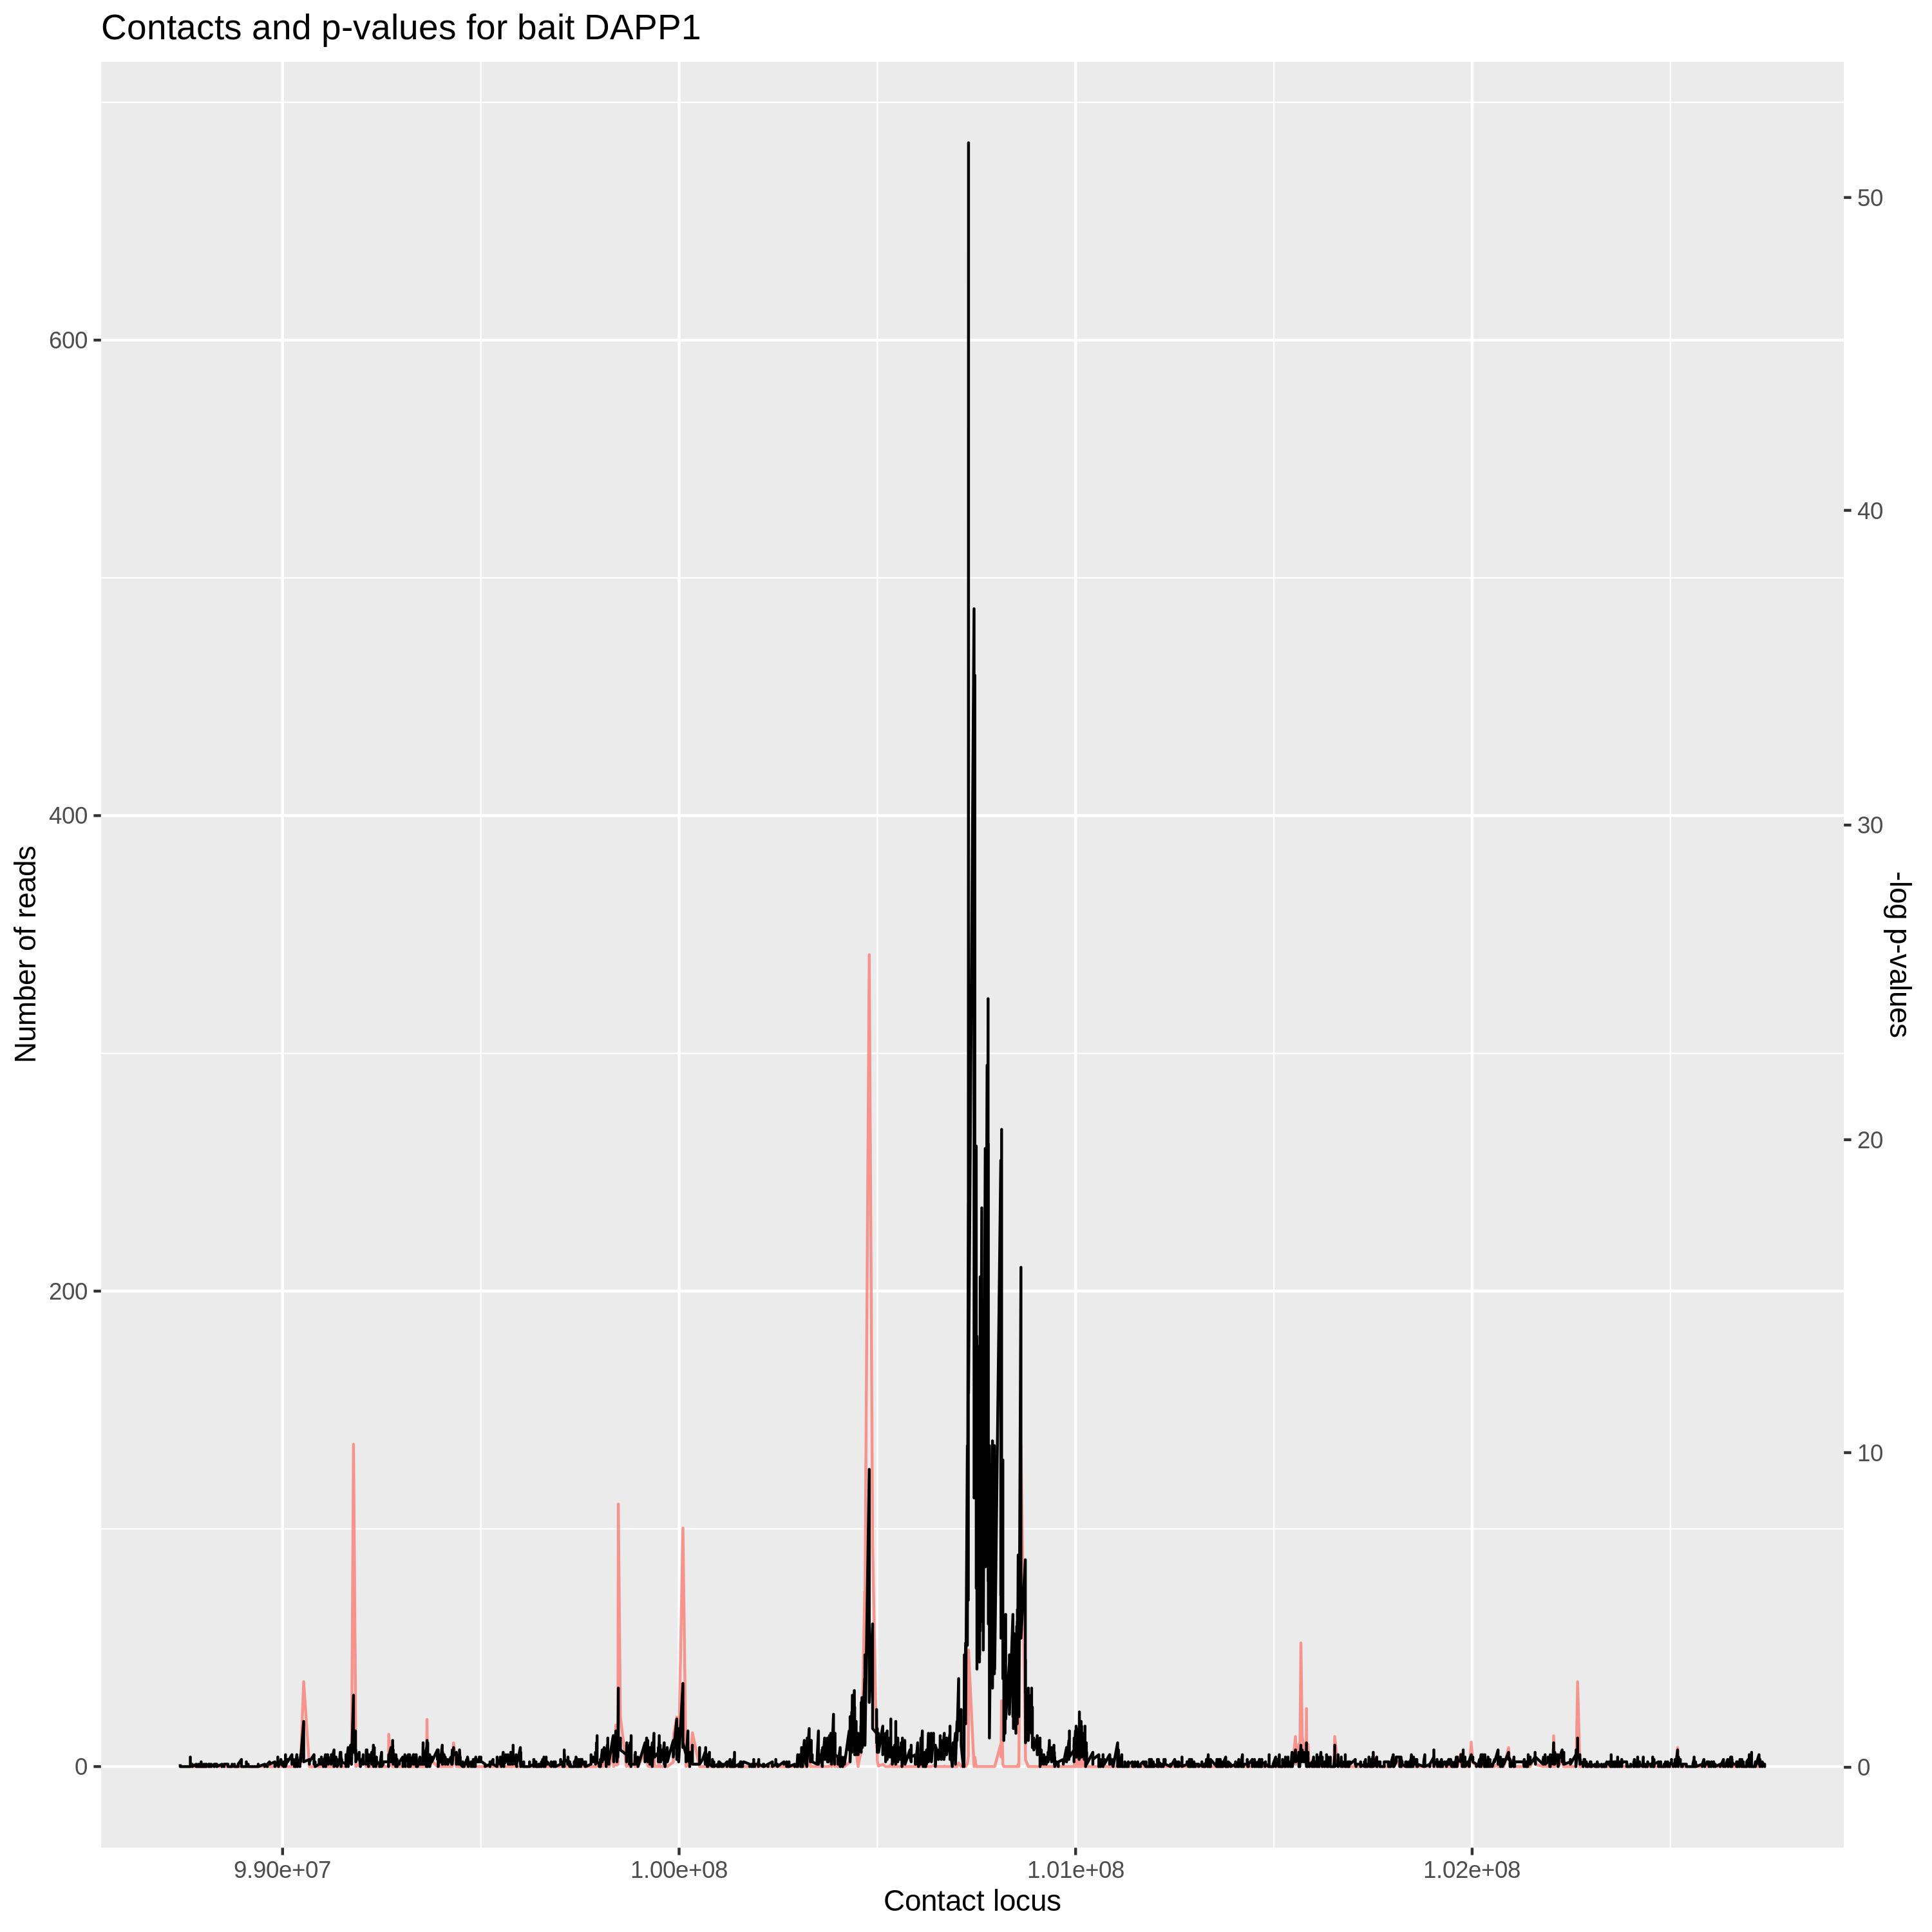 Contacts and p-values for bait DAPP1
600
400
200
0
Number of reads
50
40
30
20
10
0
-log p-values
9.90e+07
1.00e+08
1.01e+08
1.02e+08
Contact locus